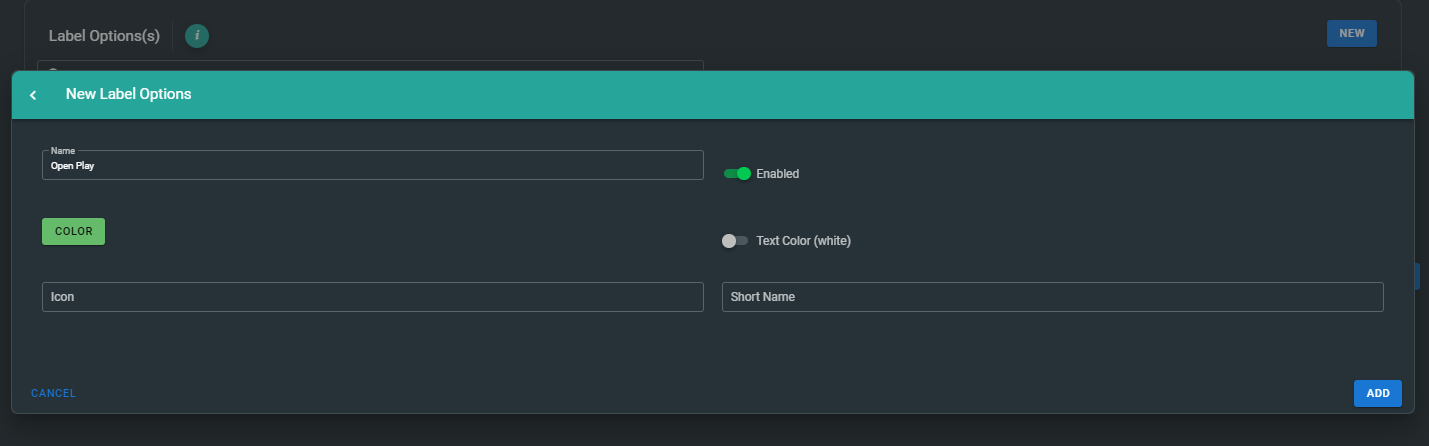 Label Options(s)
i
NEW
New Label Options
Name
Open Play
Enabled
COLOR
Text Color (white)
Icon
Short Name
CANCEL
ADD